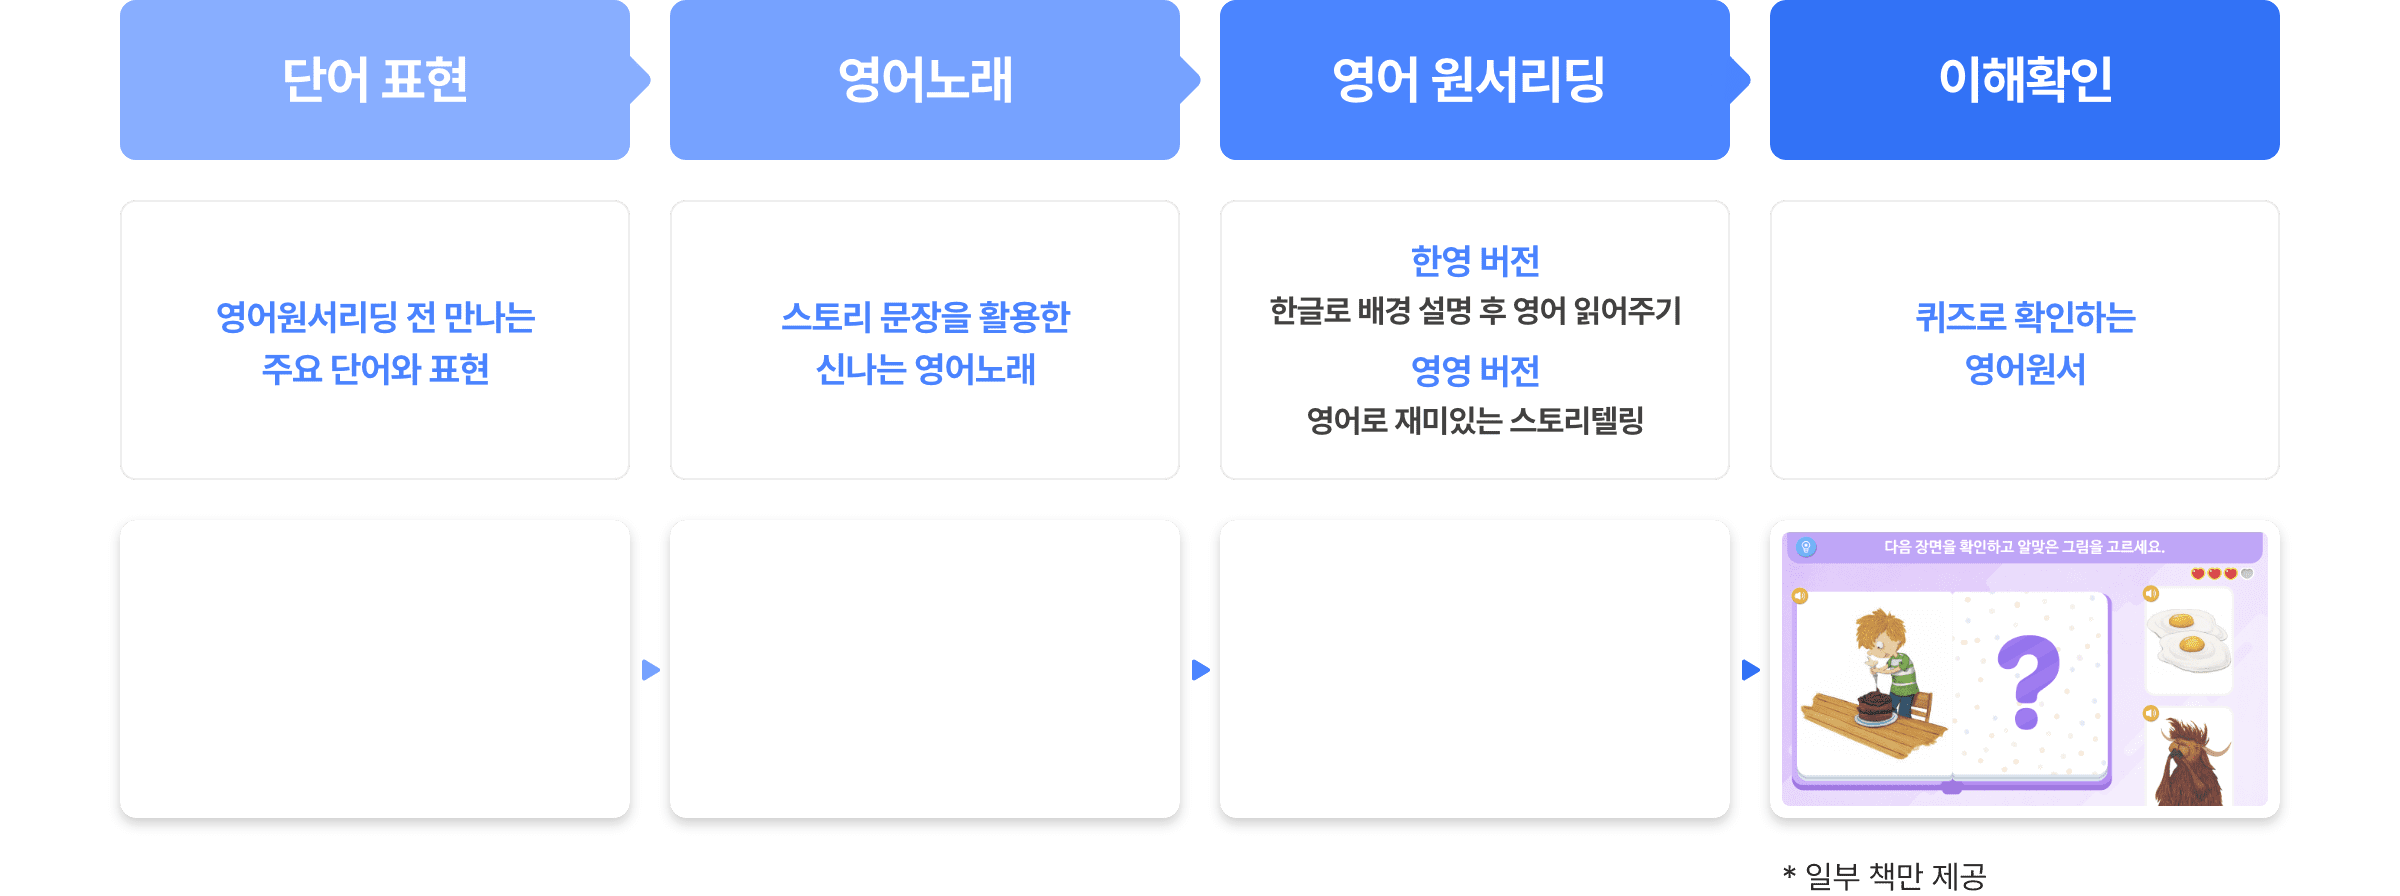 단어 표현
영어노래
영어 원서리딩
이해확인
영어원서리딩 전 만나는
주요 단어와 표현
스토리 문장을 활용한
신나는 영어노래
한영 버전
한글로 배경 설명 후 영어 읽어주기
영영 버전
영어로 재미있는 스토리텔링
퀴즈로 확인하는
영어원서
다음 장면을 확인하고 알맞은 그림을 고르세요.
?
* 일부 책만 제공